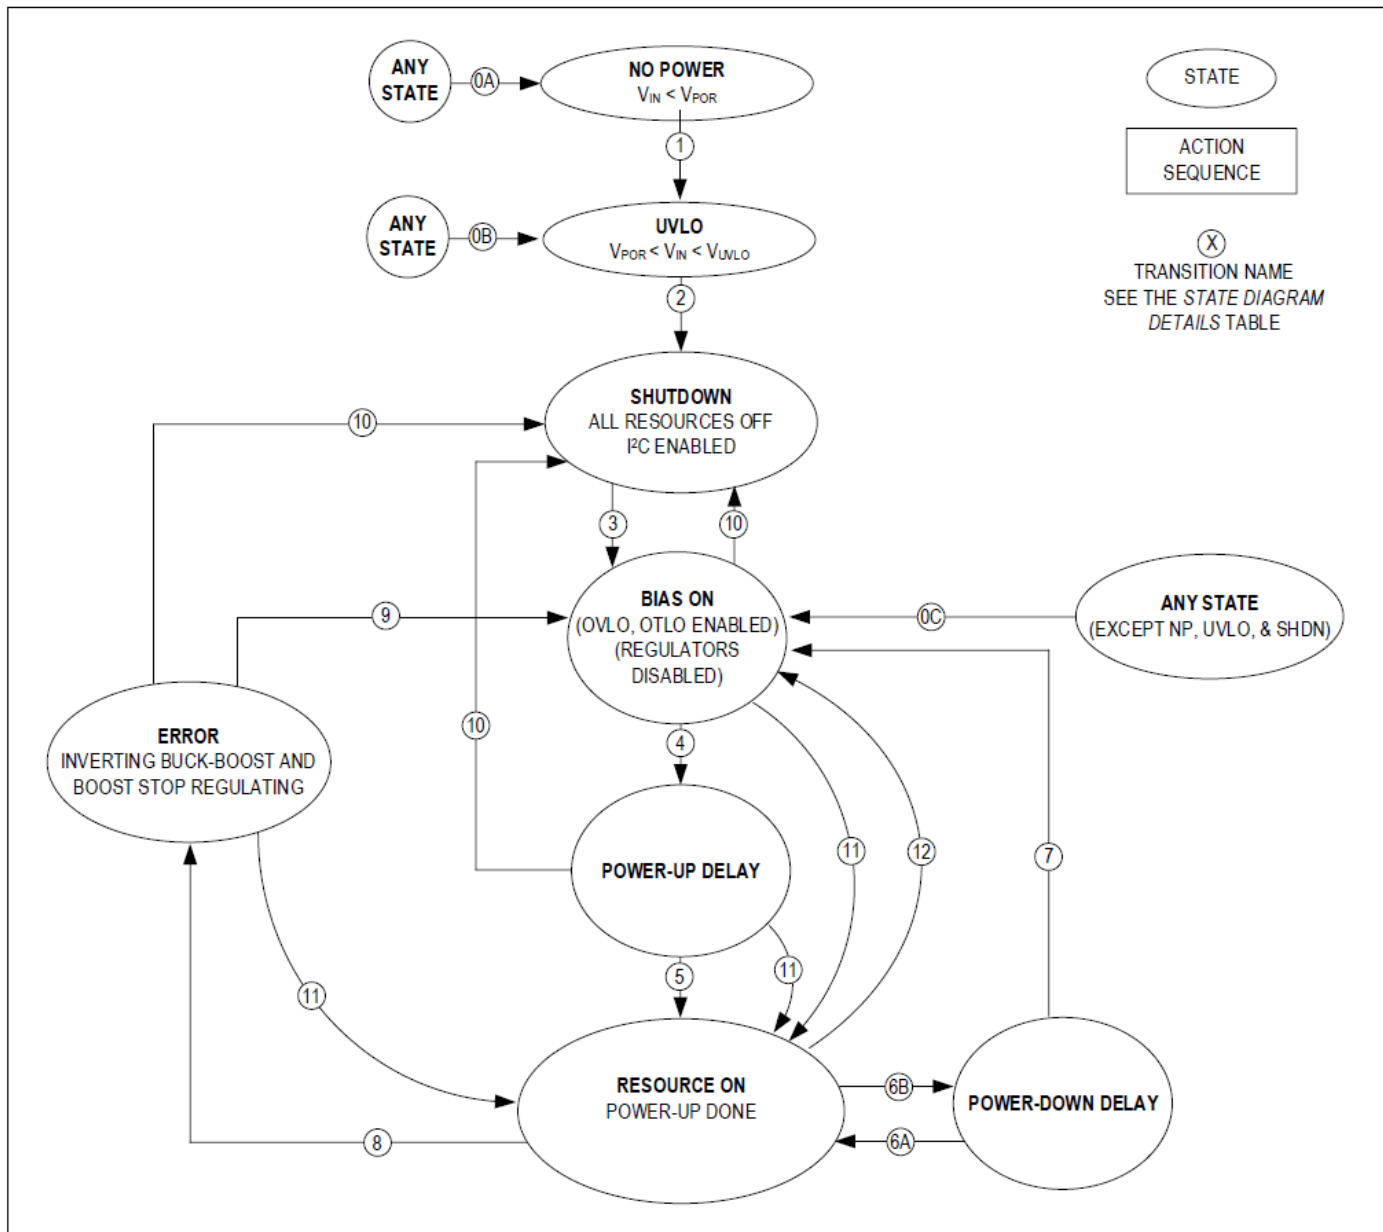 ANY
STATE
0A
NO POWER
VIN < VPOR
STATE
1
ACTION
SEQUENCE
ANY
STATE
0B
UVLO
VPOR < VIN < VUVLO
X
TRANSITION NAME
SEE THE STATE DIAGRAM
DETAILS TABLE
2
SHUTDOWN
ALL RESOURCES OFF
I²C ENABLED
10
3
10
BIAS ON
(OVLO, OTLO ENABLED)
(REGULATORS
DISABLED)
9
0C
ANY STATE
(EXCEPT NP, UVLO, & SHDN)
10
4
ERROR
INVERTING BUCK-BOOST AND
BOOST STOP REGULATING
POWER-UP DELAY
11
12
7
5
11
11
RESOURCE ON
POWER-UP DONE
6B
6A
POWER-DOWN DELAY
8